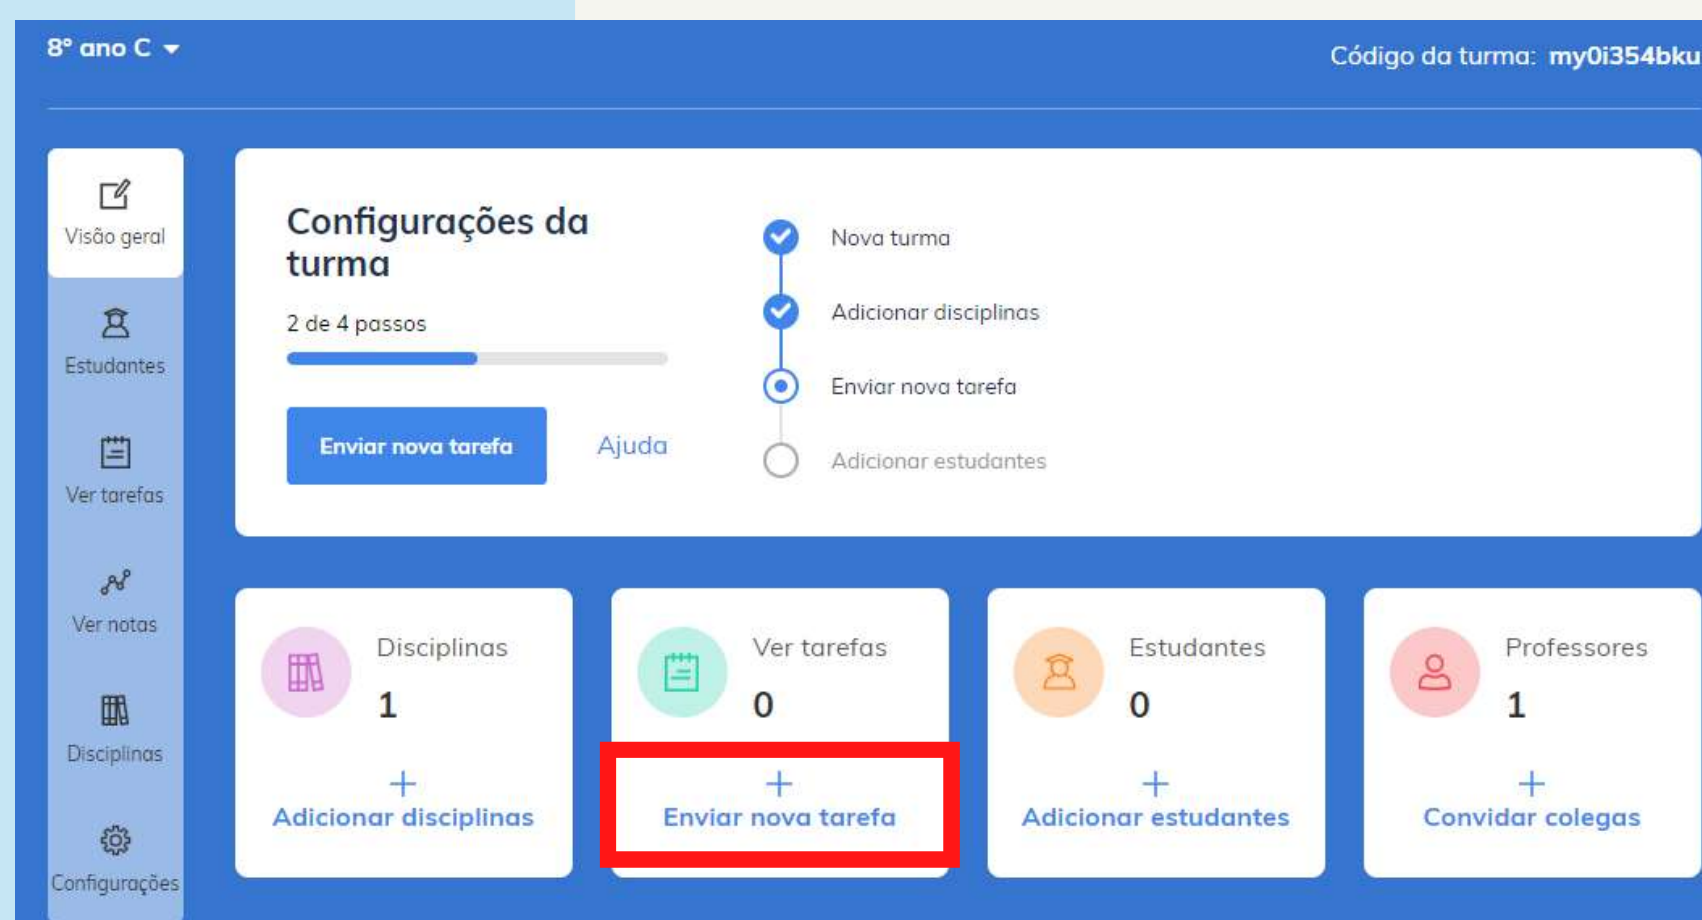 8º ano C
Código da turma: my0i354bku
Visão geral
Estudantes
Ver tarefas
Ver notas
Disciplinas
Configurações
Configurações da
turma
2 de 4 passos
Enviar nova tarefa
Ajuda
Nova turma
Adicionar disciplinas
Enviar nova tarefa
Adicionar estudantes
Disciplinas
1
+
Adicionar disciplinas
Ver tarefas
0
+
Enviar nova tarefa
Estudantes
0
+
Adicionar estudantes
Professores
1
+
Convidar colegas